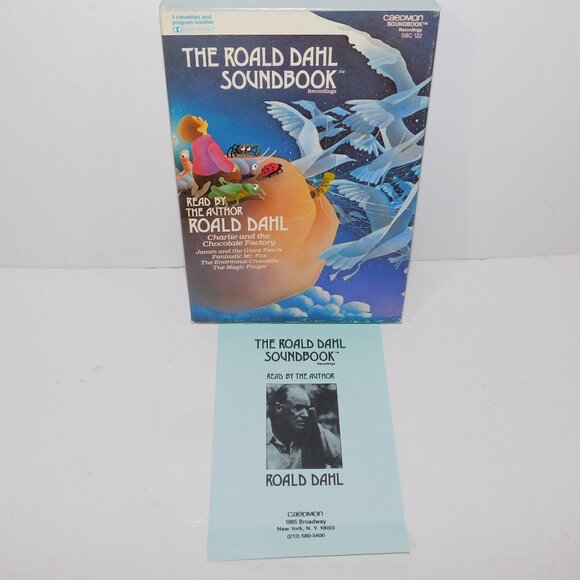 4 cassettes and
program booklet
CAEDMON
SOUNDBOOK™
Recordings
SBC 122
THE ROALD DAHL
SOUNDBOOK™
Recordings
READ BY
THE AUTHOR
ROALD DAHL
Charlie and the
Chocolate Factory
James and the Giant Peach
Fantastic Mr. Fox
The Enormous Crocodile
The Magic Finger
THE ROALD DAHL
SOUNDBOOK™
Recordings
READ BY THE AUTHOR
ROALD DAHL
CAEDMON
1995 Broadway
New York, N. Y. 10023
(212) 580-3400